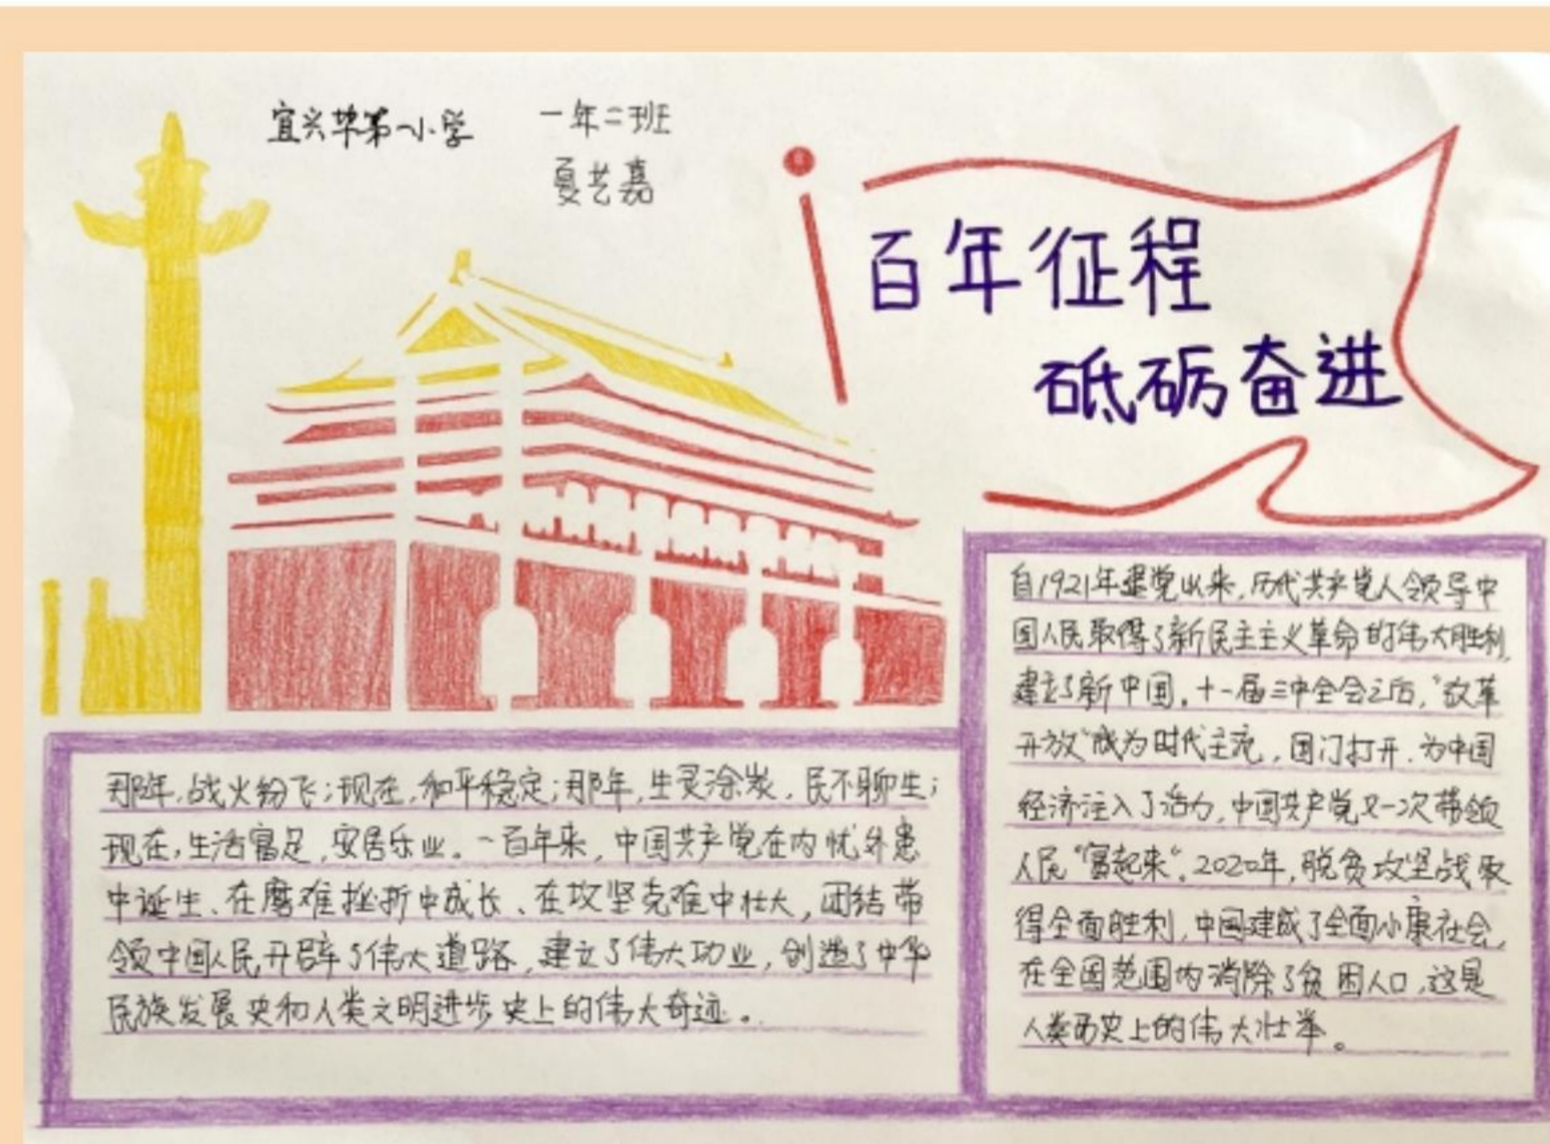 宜兴埠第一小学
一年二班
夏艺嘉
百年征程
砥砺奋进
那年,战火纷飞;现在,和平稳定;那年,生灵涂炭,民不聊生;
现在,生活富足,安居乐业。一百年来,中国共产党在内忧外患
中诞生、在磨难挫折中成长、在攻坚克难中壮大,团结带
领中国人民开辟了伟大道路,建立了伟大功业,创造了中华
民族发展史和人类文明进步史上的伟大奇迹。
自1921年建党以来,历代共产党人领导中
国人民取得了新民主主义革命的伟大胜利,
建立了新中国。十一届三中全会之后,“改革
开放”成为时代主流,国门打开,为中国
经济注入了活力,中国共产党又一次带领
人民“富起来”。2020年,脱贫攻坚战取
得全面胜利,中国建成了全面小康社会,
在全国范围内消除了贫困人口,这是
人类历史上的伟大壮举。